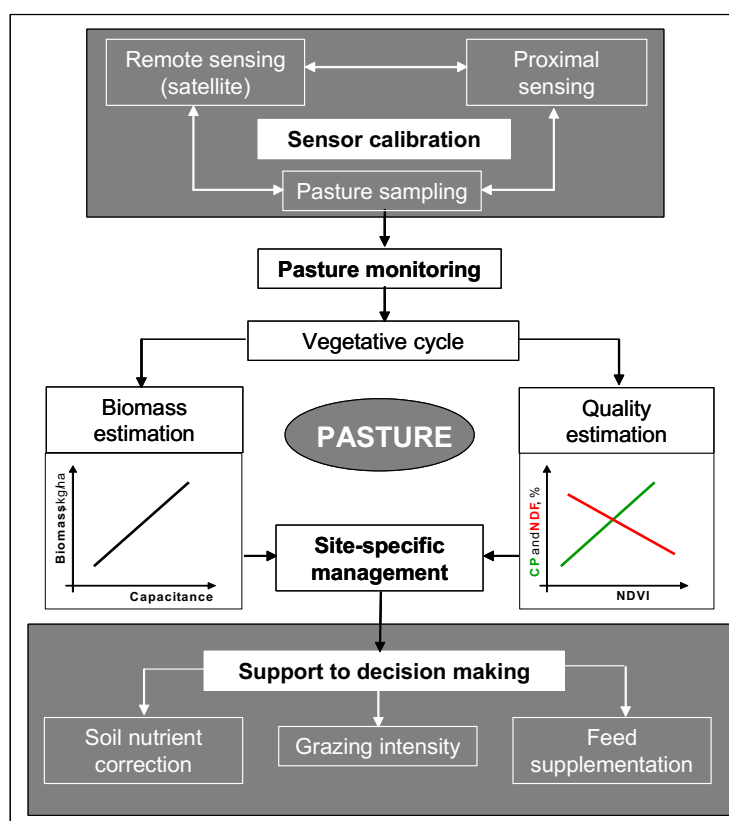 Remote sensing
(satellite)
Proximal
sensing
Sensor calibration
Pasture sampling
Pasture monitoring
Vegetative cycle
Biomass
estimation
PASTURE
Quality
estimation
Biomass, kg/ha
Capacitance
Site-specific
management
CP and NDF, %
NDVI
Support to decision making
Soil nutrient
correction
Grazing intensity
Feed
supplementation